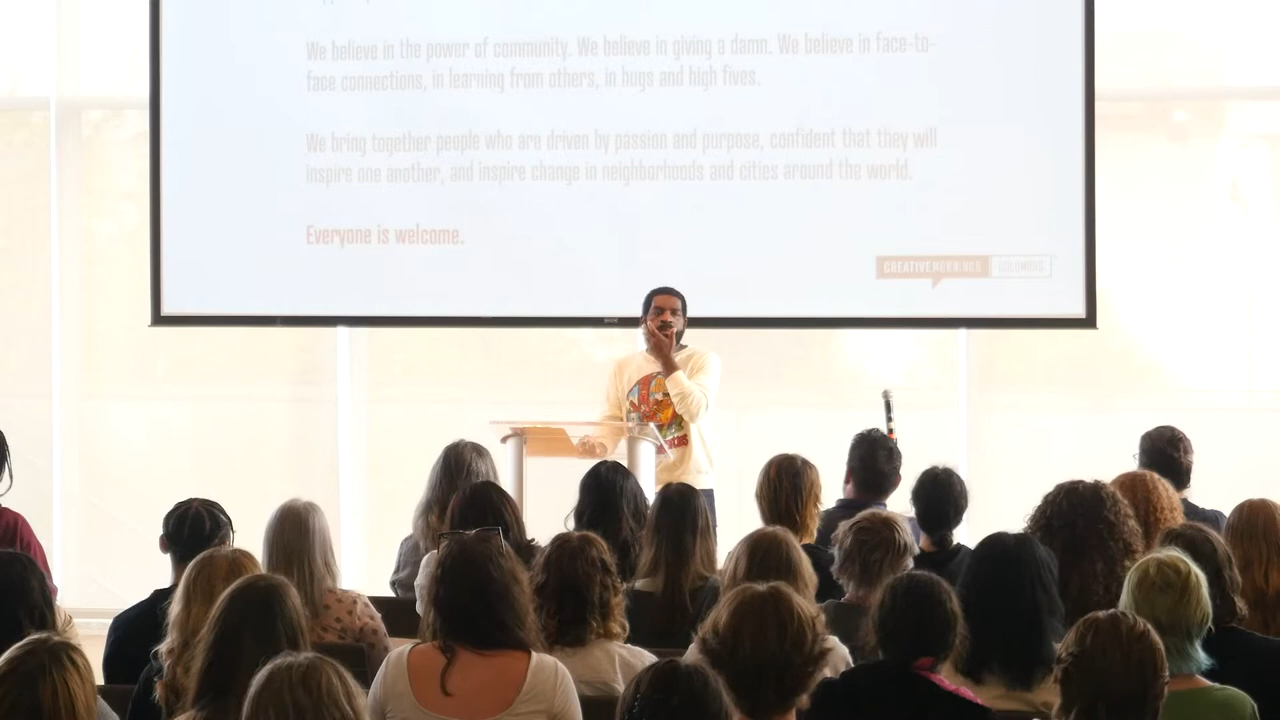 We believe in the power of community. We believe in giving a damn. We believe in face-to-
face connections, in learning from others, in hugs and high fives.
We bring together people who are driven by passion and purpose, confident that they will
inspire one another, and inspire change in neighborhoods and cities around the world.
Everyone is welcome.
CREATIVEMORNINGS